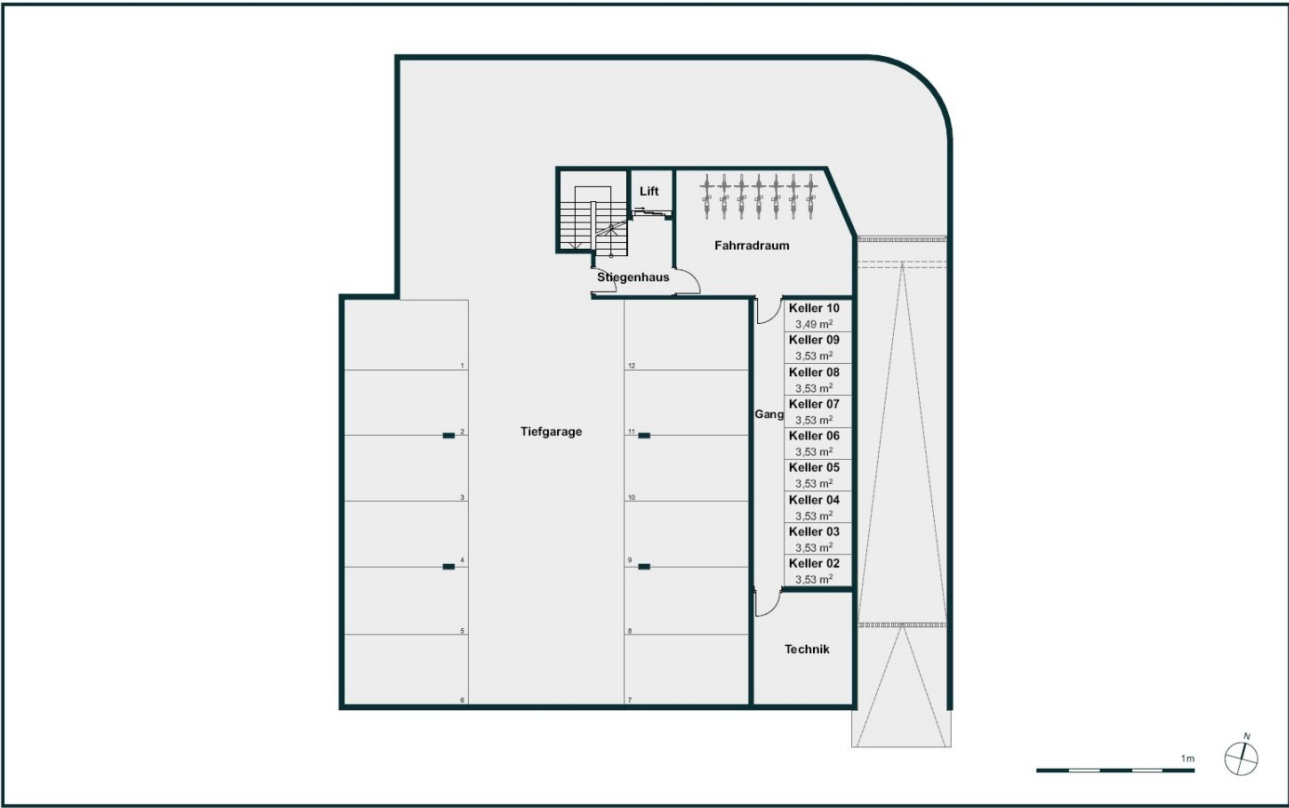 Lift
Fahrradraum
Stiegenhaus
Keller 10
3,49 m²
Keller 09
3,53 m²
Keller 08
3,53 m²
Keller 07
3,53 m²
Keller 06
3,53 m²
Keller 05
3,53 m²
Keller 04
3,53 m²
Keller 03
3,53 m²
Keller 02
3,53 m²
Gang
Tiefgarage
1
2
3
4
5
6
12
11
10
9
8
7
Technik
1m
N